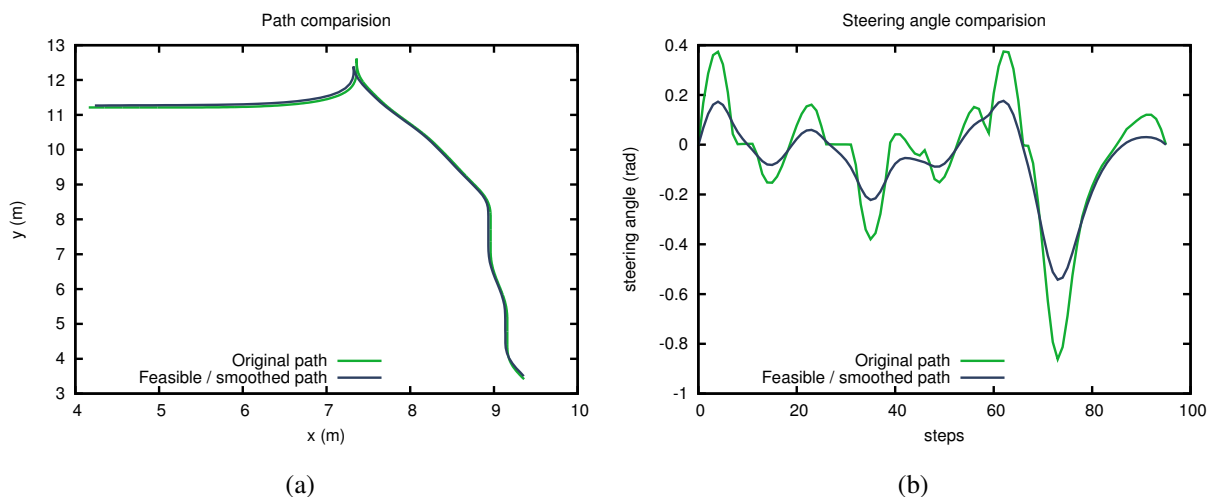 Path comparision
13
12
11
10
9
8
7
6
5
4
3
y (m)
Original path
Feasible / smoothed path
4 5 6 7 8 9 10
x (m)
(a)
Steering angle comparision
0.4
0.2
0
-0.2
-0.4
-0.6
-0.8
-1
steering angle (rad)
Original path
Feasible / smoothed path
0 20 40 60 80 100
steps
(b)